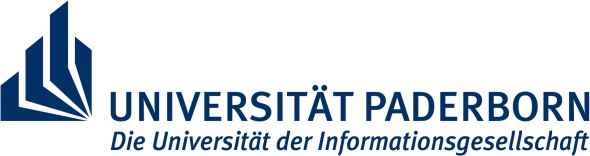 UNIVERSITÄT PADERBORN
Die Universität der Informationsgesellschaft